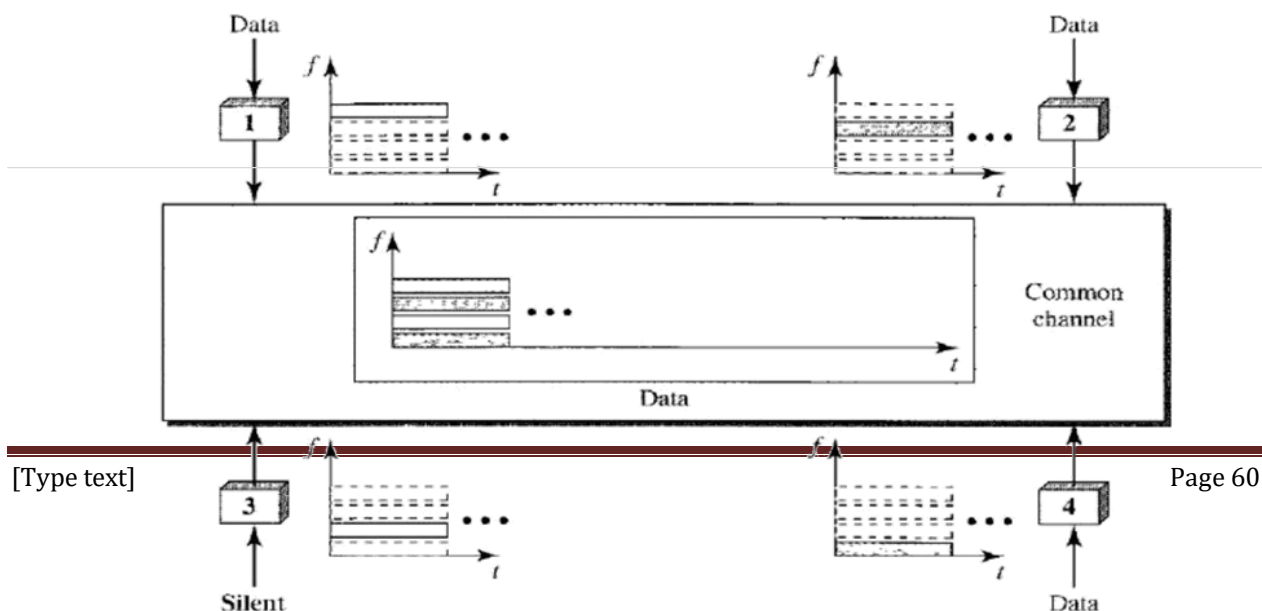 Data Data
f f
1 2
t t
f
Common
channel
t
Data
f f
[Type text] Page 60
3 4
t t
Silent Data